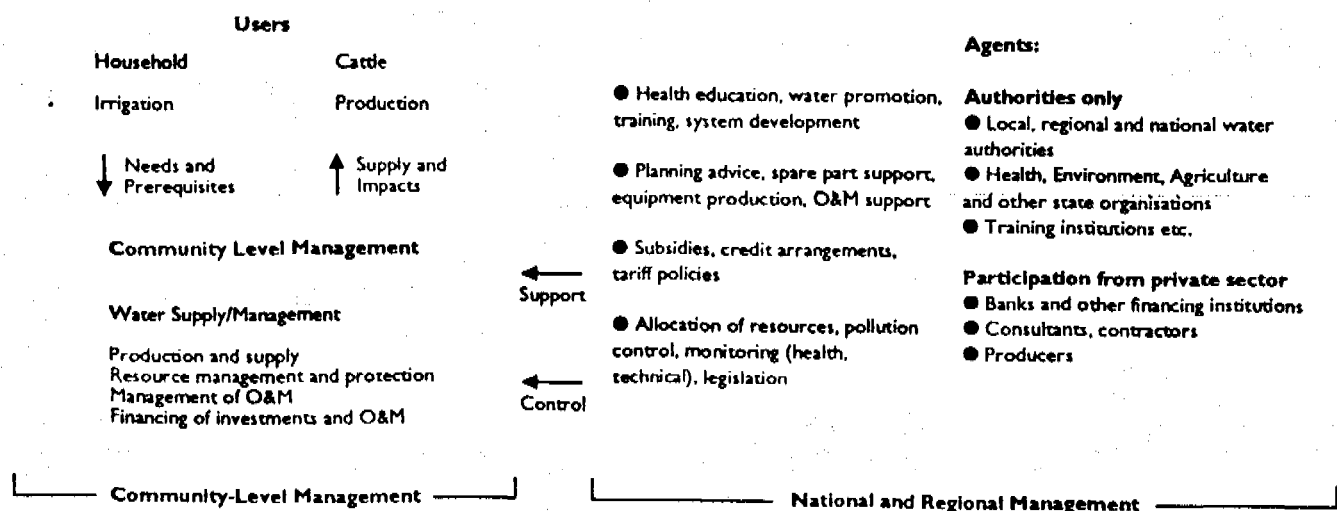 Users
Household Cattle
Irrigation Production
Needs and
Prerequisites
Supply and
Impacts
Community Level Management
Water Supply/Management
Production and supply
Resource management and protection
Management of O&M
Financing of investments and O&M
Community-Level Management
Support
Control
● Health education, water promotion,
training, system development
● Planning advice, spare part support,
equipment production, O&M support
● Subsidies, credit arrangements,
tariff policies
● Allocation of resources, pollution
control, monitoring (health,
technical), legislation
Agents:
Authorities only
● Local, regional and national water
authorities
● Health, Environment, Agriculture
and other state organisations
● Training institutions etc.
Participation from private sector
● Banks and other financing institutions
● Consultants, contractors
● Producers
National and Regional Management